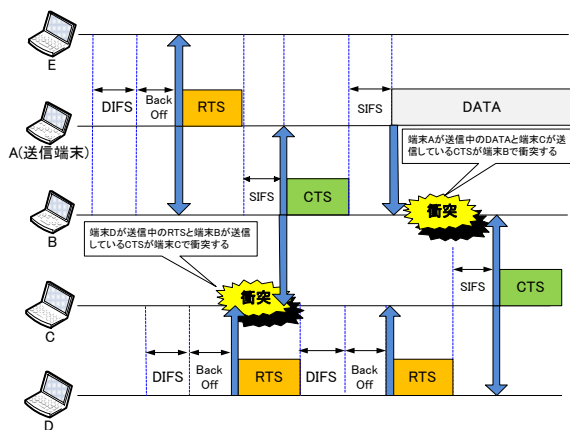 E
DIFS
Back
Off
RTS
SIFS
DATA
A(送信端末)
端末Aが送信中のDATAと端末Cが送
信しているCTSが端末Bで衝突する
SIFS
CTS
衝突
B
端末Dが送信中のRTSと端末Bが送
信しているCTSが端末Cで衝突する
衝突
SIFS
CTS
C
DIFS
Back
Off
RTS
DIFS
Back
Off
RTS
D